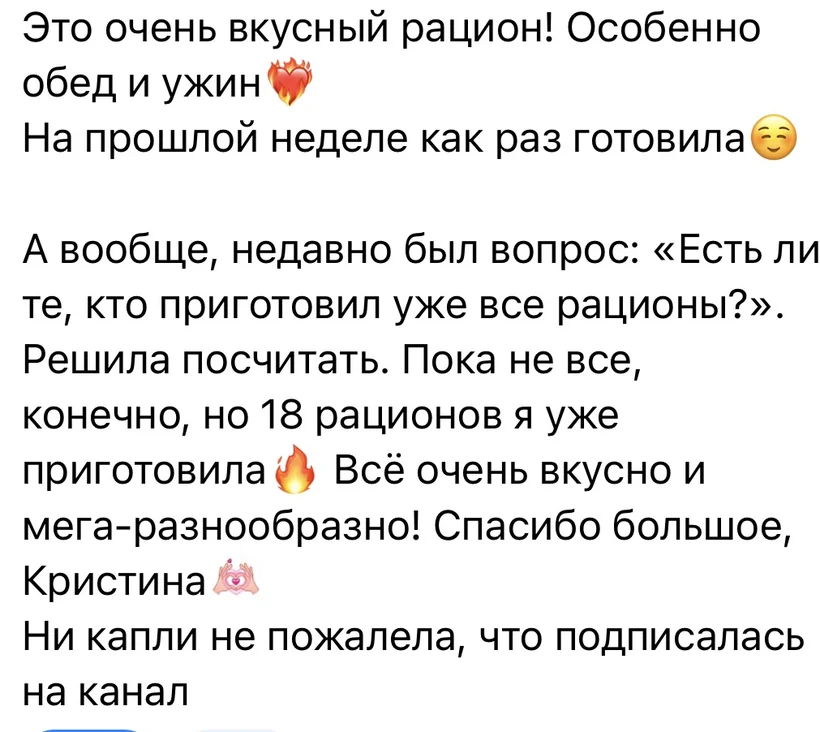 Это очень вкусный рацион! Особенно
обед и ужин❤️‍🔥
На прошлой неделе как раз готовила☺️
А вообще, недавно был вопрос: «Есть ли
те, кто приготовил уже все рационы?».
Решила посчитать. Пока не все,
конечно, но 18 рационов я уже
приготовила🔥 Всё очень вкусно и
мега-разнообразно! Спасибо большое,
Кристина🫶🏻
Ни капли не пожалела, что подписалась
на канал